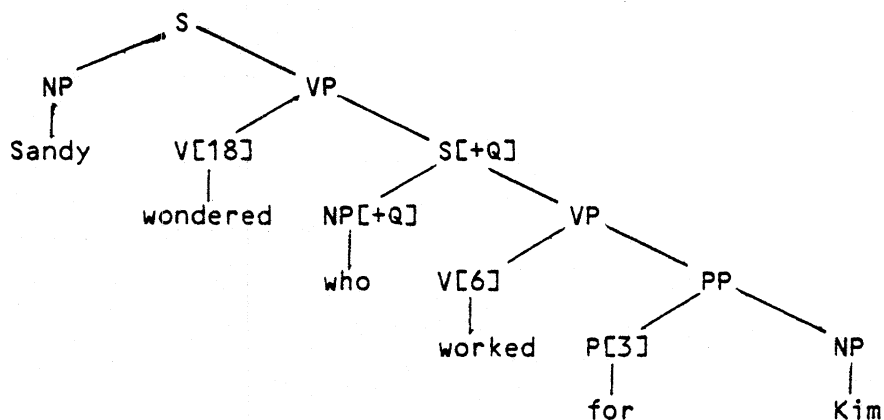 S
NP VP
Sandy V[18] S[+Q]
wondered NP[+Q] VP
who V[6] PP
worked P[3] NP
for Kim